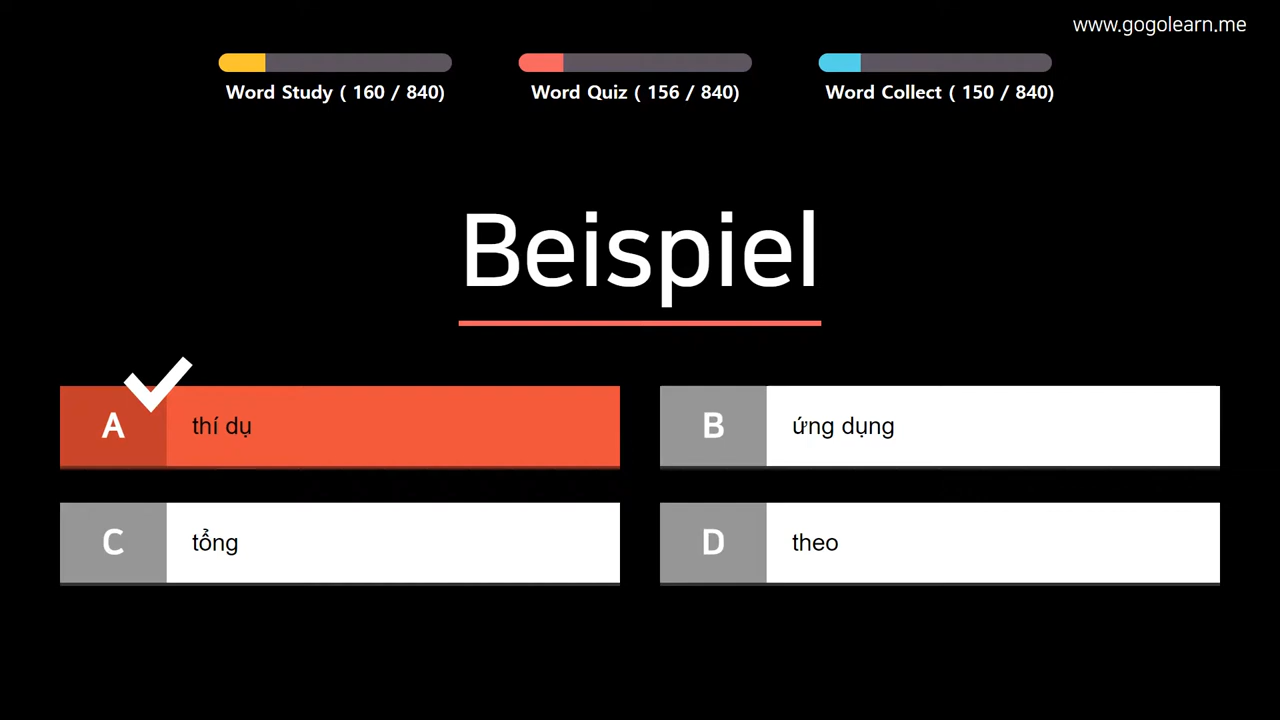 www.gogolearn.me
Word Study ( 160 / 840)
Word Quiz ( 156 / 840)
Word Collect ( 150 / 840)
Beispiel
A
thí dụ
B
ứng dụng
C
tổng
D
theo